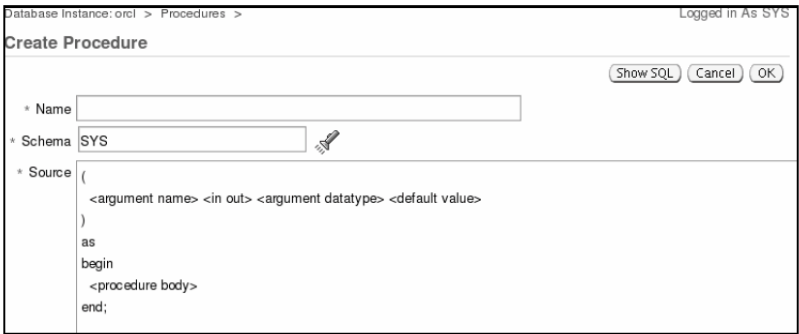 Database Instance: orcl > Procedures >
Logged in As SYS
Create Procedure
Show SQL Cancel OK
* Name
* Schema SYS
* Source (
<argument name> <in out> <argument datatype> <default value>
)
as
begin
<procedure body>
end;